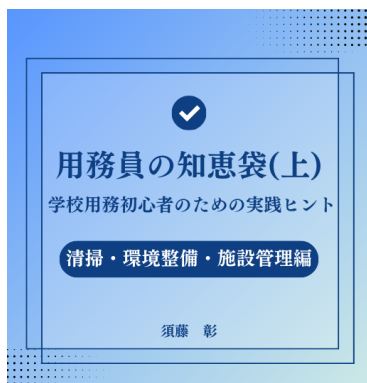 用務員の知恵袋(上)
学校用務初心者のための実践ヒント
清掃・環境整備・施設管理編
須藤　彰